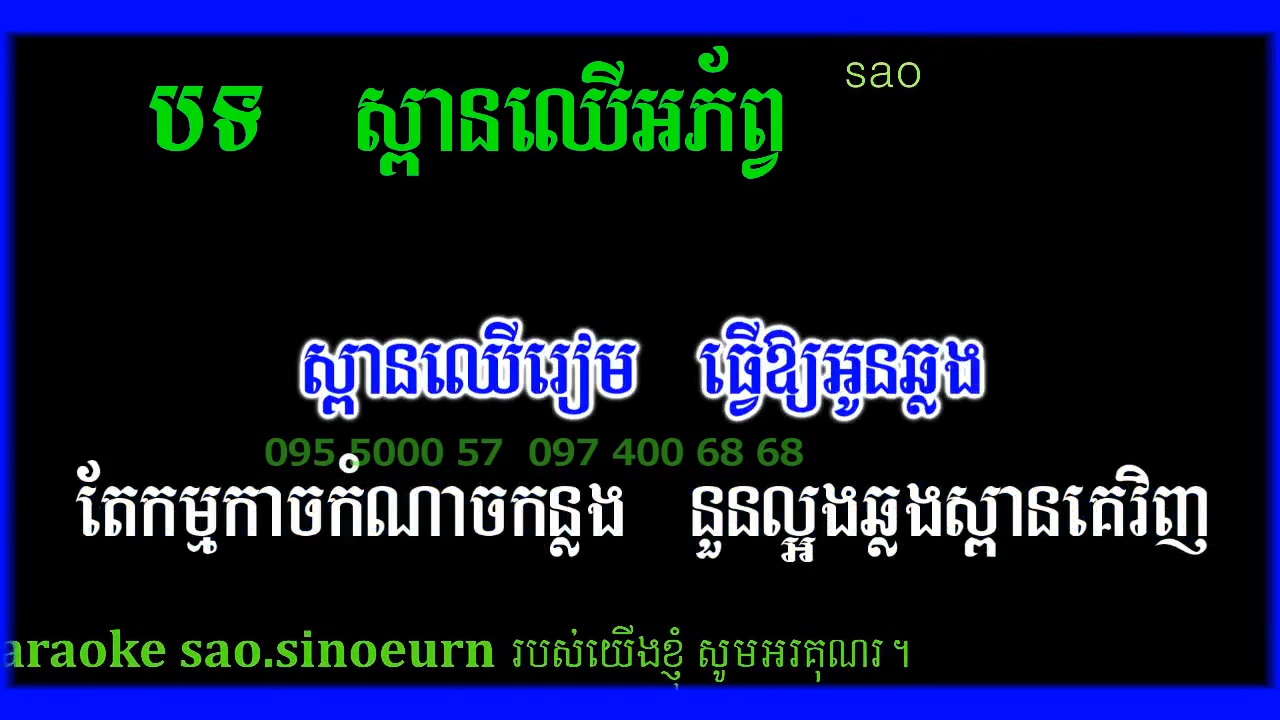 បទ ស្ពានឈើអភ័ព្វ sao
ស្ពានឈើរៀម ធ្វើឱ្យអូនឆ្លង
095 5000 57 097 400 68 68
តែកម្មកាចកំណាចកន្លង នួនល្អងឆ្លងស្ពានគេវិញ
araoke sao.sinoeurn របស់យើងខ្ញុំ សូមអរគុណរ។